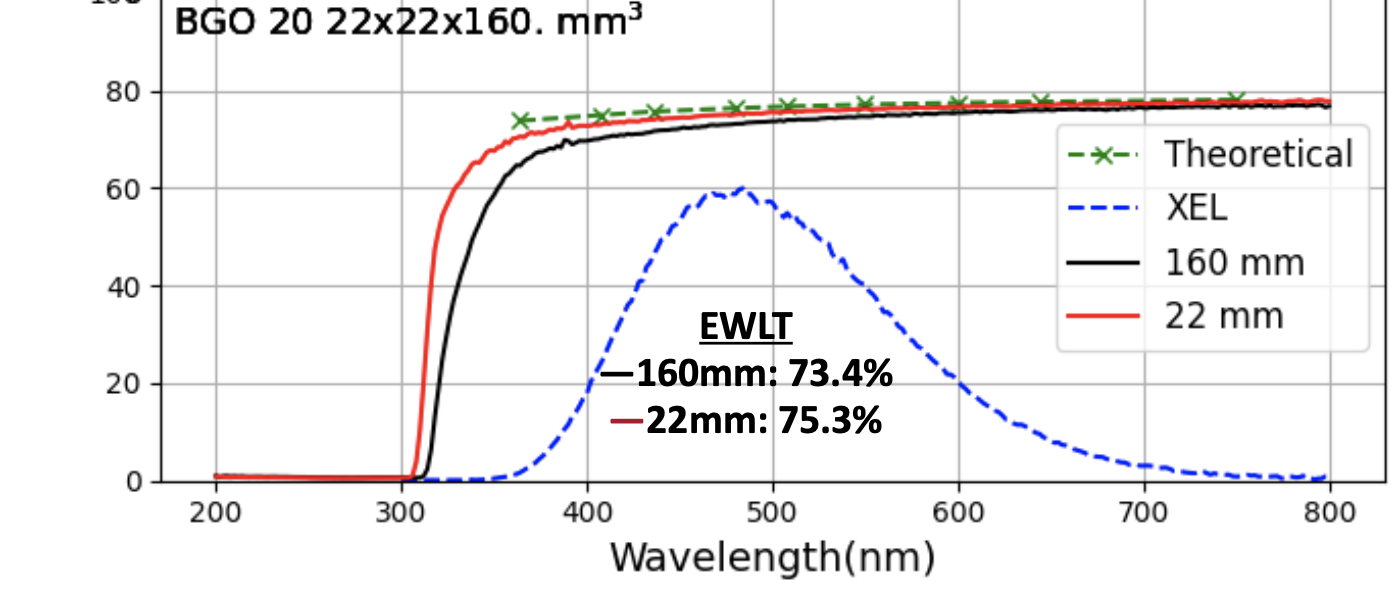 BGO 20 22x22x160. mm³
80
60
40
20
0
Theoretical
XEL
160 mm
22 mm
EWLT
160mm: 73.4%
22mm: 75.3%
200 300 400 500 600 700 800
Wavelength(nm)